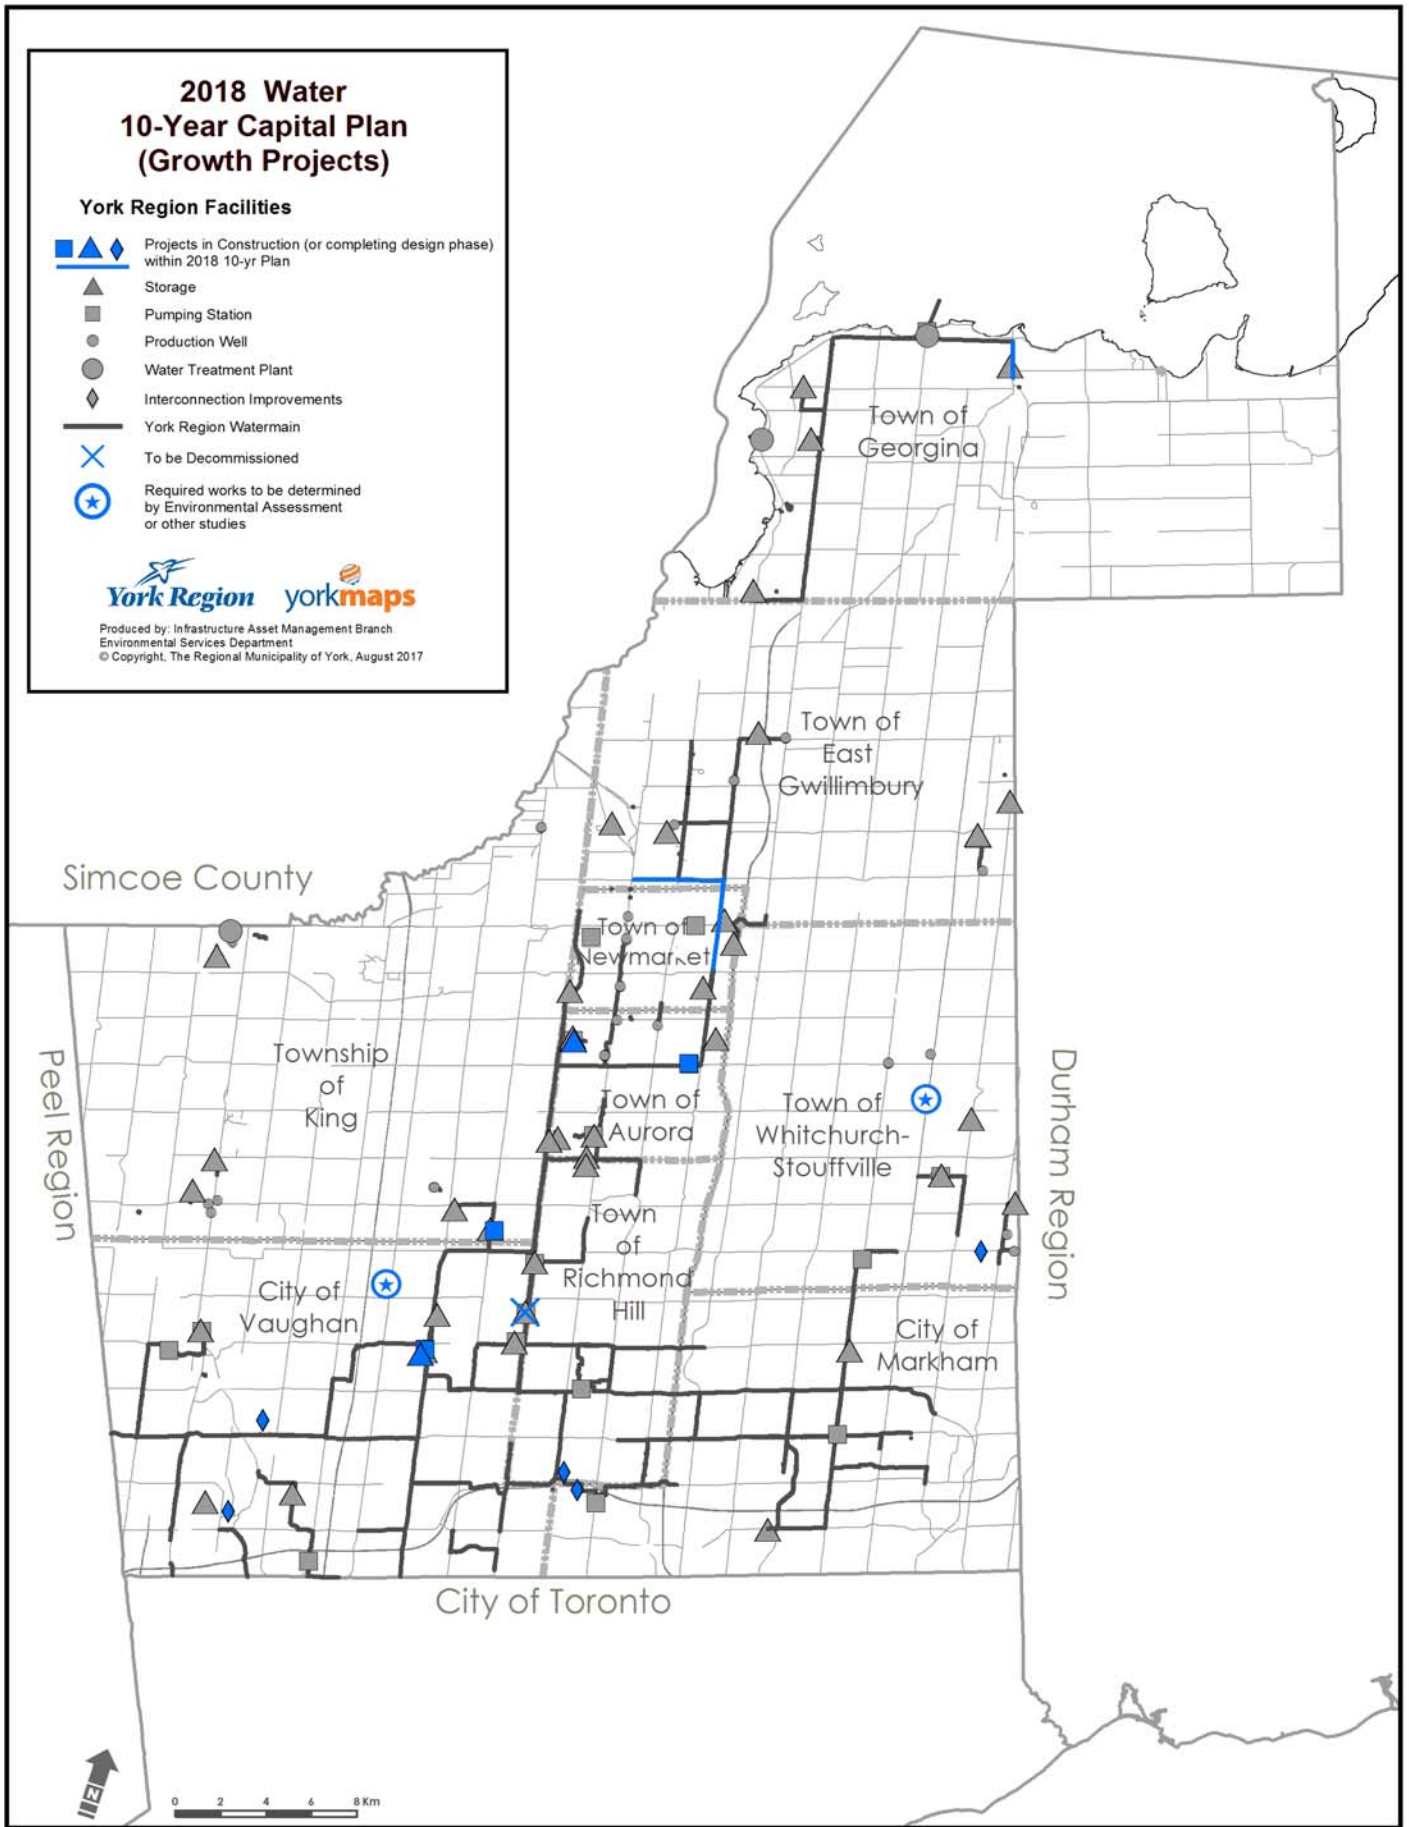 2018 Water
10-Year Capital Plan
(Growth Projects)
York Region Facilities
Projects in Construction (or completing design phase)
within 2018 10-yr Plan
Storage
Pumping Station
Production Well
Water Treatment Plant
Interconnection Improvements
York Region Watermain
To be Decommissioned
Required works to be determined
by Environmental Assessment
or other studies
York Region
yorkmaps
Produced by: Infrastructure Asset Management Branch
Environmental Services Department
© Copyright, The Regional Municipality of York, August 2017
Town of
Georgina
Town of
East
Gwillimbury
Simcoe County
Town of
Newmarket
Township
of
King
Peel Region
Town of
Aurora
Town of
Whitchurch-
Stouffville
Durham Region
Town
of
Richmond
Hill
City of
Vaughan
City of
Markham
City of Toronto
N
0 2 4 6 8 Km